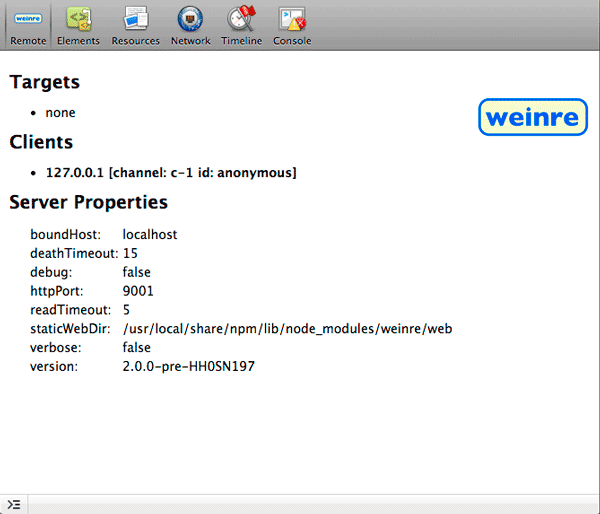 weinre
Remote Elements Resources Network Timeline Console
Targets
none
weinre
Clients
127.0.0.1 [channel: c-1 id: anonymous]
Server Properties
boundHost: localhost
deathTimeout: 15
debug: false
httpPort: 9001
readTimeout: 5
staticWebDir: /usr/local/share/npm/lib/node_modules/weinre/web
verbose: false
version: 2.0.0-pre-HH0SN197